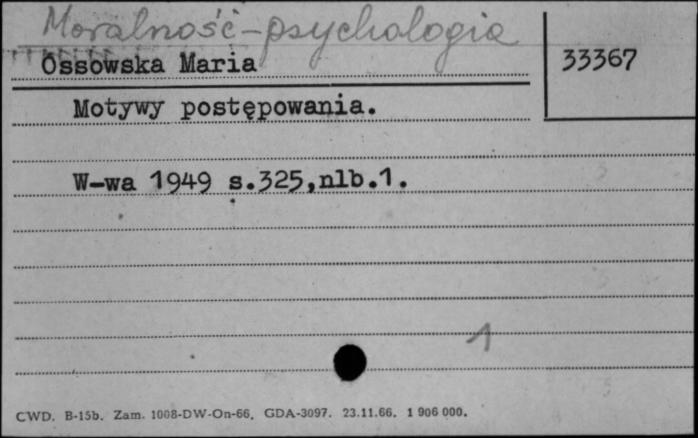 Moralność-psychologia
Ossowska Maria
33367
Motywy postępowania.
W-wa 1949 s.325,nlb.1.
1
CWD. B-15b. Zam. 1008-DW-On-66. GDA-3097. 23.11.66. 1 906 000.